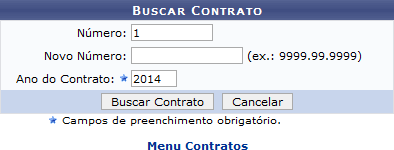 Buscar Contrato
Número: 1
Novo Número: (ex.: 9999.99.9999)
Ano do Contrato: 2014
Buscar Contrato Cancelar
Campos de preenchimento obrigatório.
Menu Contratos